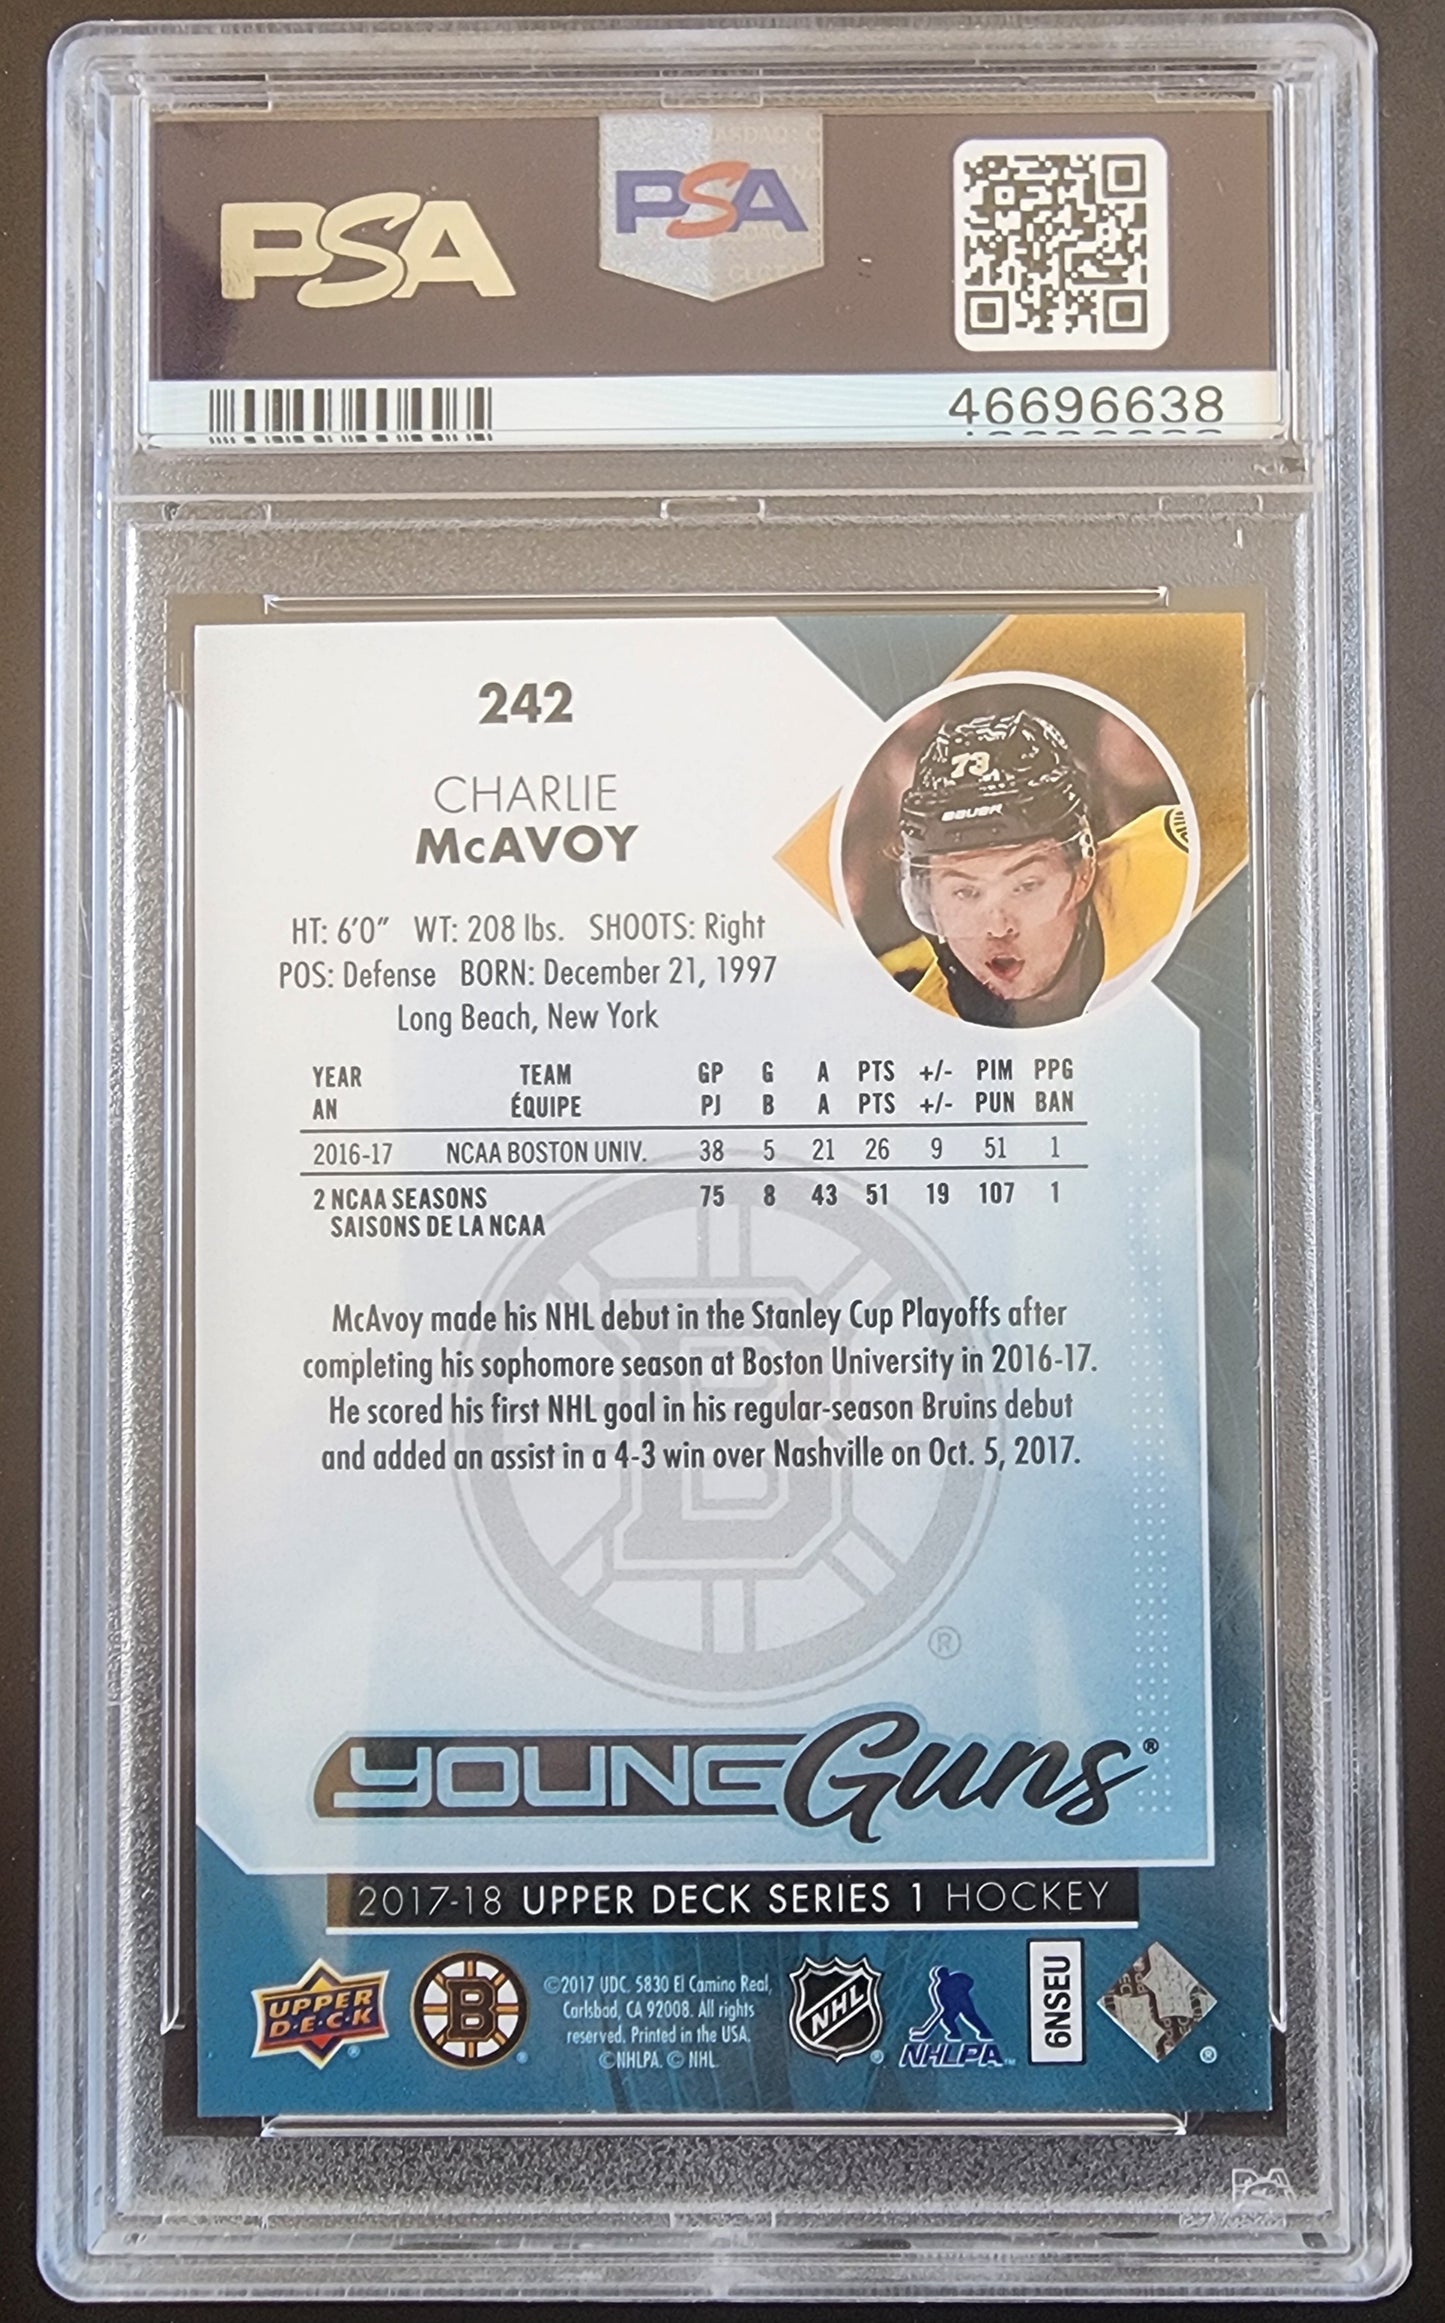 PSA
PSA
46696638
242
CHARLIE
McAVOY
73
BAUER
HT: 6'0" WT: 208 lbs. SHOOTS: Right
POS: Defense BORN: December 21, 1997
Long Beach, New York
YEAR TEAM GP G A PTS +/- PIM PPG
AN ÉQUIPE PJ B A PTS +/- PUN BAN
2016-17 NCAA BOSTON UNIV. 38 5 21 26 9 51 1
2 NCAA SEASONS 75 8 43 51 19 107 1
SAISONS DE LA NCAA
McAvoy made his NHL debut in the Stanley Cup Playoffs after
completing his sophomore season at Boston University in 2016-17.
He scored his first NHL goal in his regular-season Bruins debut
and added an assist in a 4-3 win over Nashville on Oct. 5, 2017.
B
®
YOUNG Guns®
2017-18 UPPER DECK SERIES 1 HOCKEY
UPPER
D·E·C·K
®
B
®
©2017 UDC. 5830 El Camino Real,
Carlsbad, CA 92008. All rights
reserved. Printed in the USA.
©NHLPA. © NHL.
NHL
®
NHLPA™
6NSEU
®
PSA